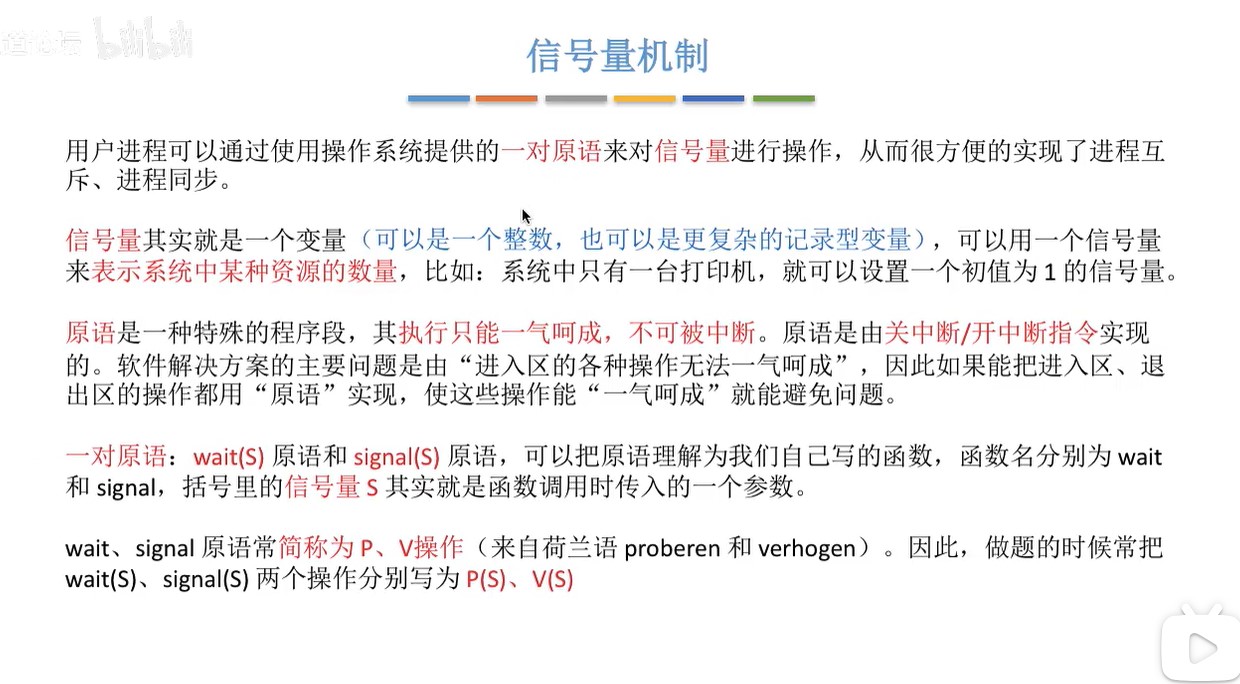 道论坛 bilibili
信号量机制
用户进程可以通过使用操作系统提供的一对原语来对信号量进行操作，从而很方便的实现了进程互
斥、进程同步。
信号量其实就是一个变量（可以是一个整数，也可以是更复杂的记录型变量），可以用一个信号量
来表示系统中某种资源的数量，比如：系统中只有一台打印机，就可以设置一个初值为 1 的信号量。
原语是一种特殊的程序段，其执行只能一气呵成，不可被中断。原语是由关中断/开中断指令实现
的。软件解决方案的主要问题是由“进入区的各种操作无法一气呵成”，因此如果能把进入区、退
出区的操作都用“原语”实现，使这些操作能“一气呵成”就能避免问题。
一对原语：wait(S) 原语和 signal(S) 原语，可以把原语理解为我们自己写的函数，函数名分别为 wait
和 signal，括号里的信号量 S 其实就是函数调用时传入的一个参数。
wait、signal 原语常简称为 P、V操作（来自荷兰语 proberen 和 verhogen）。因此，做题的时候常把
wait(S)、signal(S) 两个操作分别写为 P(S)、V(S)